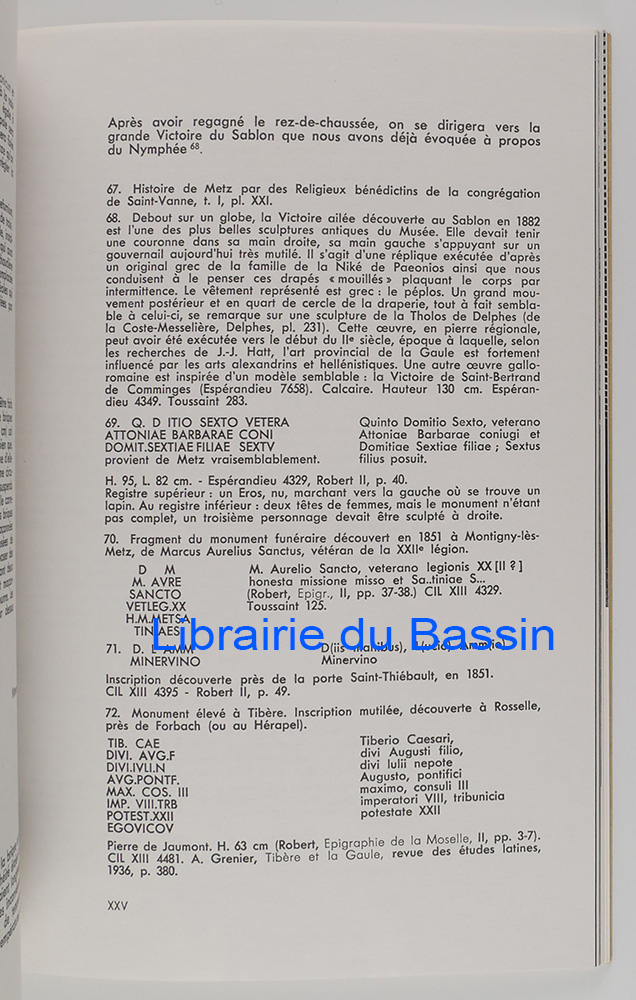 Après avoir regagné le rez-de-chaussée, on se dirigera vers la
grande Victoire du Sablon que nous avons déjà évoquée à propos
du Nymphée 68.
67. Histoire de Metz par des Religieux bénédictins de la congrégation
de Saint-Vanne, t. I, pl. XXI.
68. Debout sur un globe, la Victoire ailée découverte au Sablon en 1882
est l'une des plus belles sculptures antiques du Musée. Elle devait tenir
une couronne dans sa main droite, sa main gauche s'appuyant sur un
gouvernail aujourd'hui très mutilé. Il s'agit d'une réplique exécutée d'après
un original grec de la famille de la Niké de Paeonios ainsi que nous
conduisent à le penser ces drapés « mouillés » plaquant le corps par
intermittence. Le vêtement représenté est grec : le péplos. Un grand mou-
vement postérieur et en quart de cercle de la draperie, tout à fait sembla-
ble à celui-ci, se remarque sur une sculpture de la Tholos de Delphes (de
la Coste-Messelière, Delphes, pl. 231). Cette œuvre, en pierre régionale,
peut avoir été exécutée vers le début du IIe siècle, époque à laquelle, selon
les recherches de J.-J. Hatt, l'art provincial de la Gaule est fortement
influencé par les arts alexandrins et hellénistiques. Une autre œuvre gallo-
romaine est inspirée d'un modèle semblable : la Victoire de Saint-Bertrand
de Comminges (Espérandieu 7658). Calcaire. Hauteur 130 cm. Espéran-
dieu 4349. Toussaint 283.
69. Q. D ITIO SEXTO VETERA
ATTONIAE BARBARAE CONI
DOMIT.SEXTIAE FILIAE SEXTV
provient de Metz vraisemblablement.
Quinto Domitio Sexto, veterano
Attoniae Barbarae coniugi et
Domitiae Sextiae filiae ; Sextus
filius posuit.
H. 95, L. 82 cm. - Espérandieu 4329, Robert II, p. 40.
Registre supérieur : un Eros, nu, marchant vers la gauche où se trouve un
lapin. Au registre inférieur : deux têtes de femmes, mais le monument n'étant
pas complet, un troisième personnage devait être sculpté à droite.
70. Fragment du monument funéraire découvert en 1851 à Montigny-lès-
Metz, de Marcus Aurelius Sanctus, vétéran de la XXIIe légion.
D M
M. AVRE
SANCTO
VETLEG.XX
H.M.METSA
TINIAES
M. Aurelio Sancto, veterano legionis XX [II ?]
honesta missione misso et Sa..tiniae S...
(Robert, Epigr., II, pp. 37-38.) CIL XIII 4329.
Toussaint 125.
Librairie du Bassin
71. D. L AMM
MINERVINO
D(iis manibus), L(ucio) Amm(io)
Minervino
Inscription découverte près de la porte Saint-Thiébault, en 1851.
CIL XIII 4395 - Robert II, p. 49.
72. Monument élevé à Tibère. Inscription mutilée, découverte à Rosselle,
près de Forbach (ou au Hérapel).
TIB. CAE
DIVI. AVG.F
DIVI.IVLI.N
AVG.PONTF.
MAX. COS. III
IMP. VIII.TRB
POTEST.XXII
EGOVICOV
Tiberio Caesari,
divi Augusti filio,
divi Iulii nepote
Augusto, pontifici
maximo, consuli III
imperatori VIII, tribunicia
potestate XXII
Pierre de Jaumont. H. 63 cm (Robert, Epigraphie de la Moselle, II, pp. 3-7).
CIL XIII 4481. A. Grenier, Tibère et la Gaule, revue des études latines,
1936, p. 380.
XXV